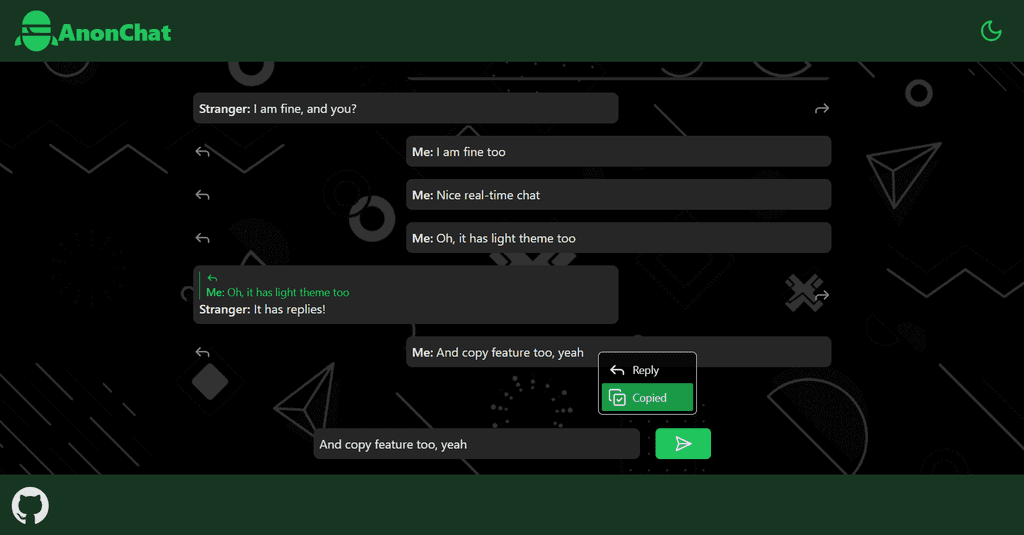 AnonChat
Stranger: I am fine, and you?
Me: I am fine too
Me: Nice real-time chat
Me: Oh, it has light theme too
Me: Oh, it has light theme too
Stranger: It has replies!
Me: And copy feature too, yeah
Reply
Copied
And copy feature too, yeah